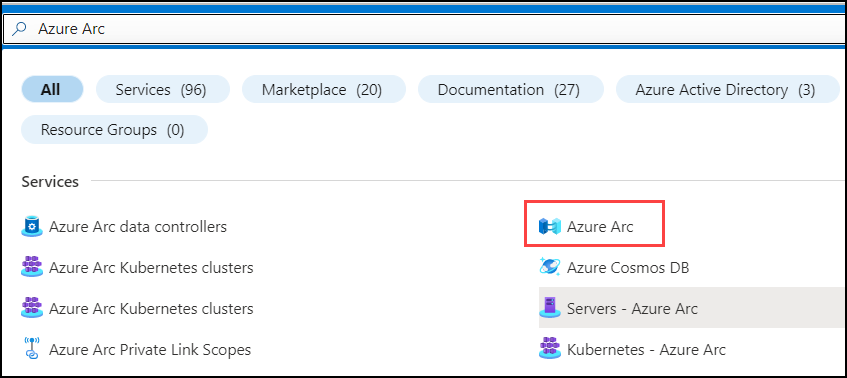 Azure Arc
All Services (96) Marketplace (20) Documentation (27) Azure Active Directory (3)
Resource Groups (0)
Services
Azure Arc data controllers Azure Arc
Azure Arc Kubernetes clusters Azure Cosmos DB
Azure Arc Kubernetes clusters Servers - Azure Arc
Azure Arc Private Link Scopes Kubernetes - Azure Arc